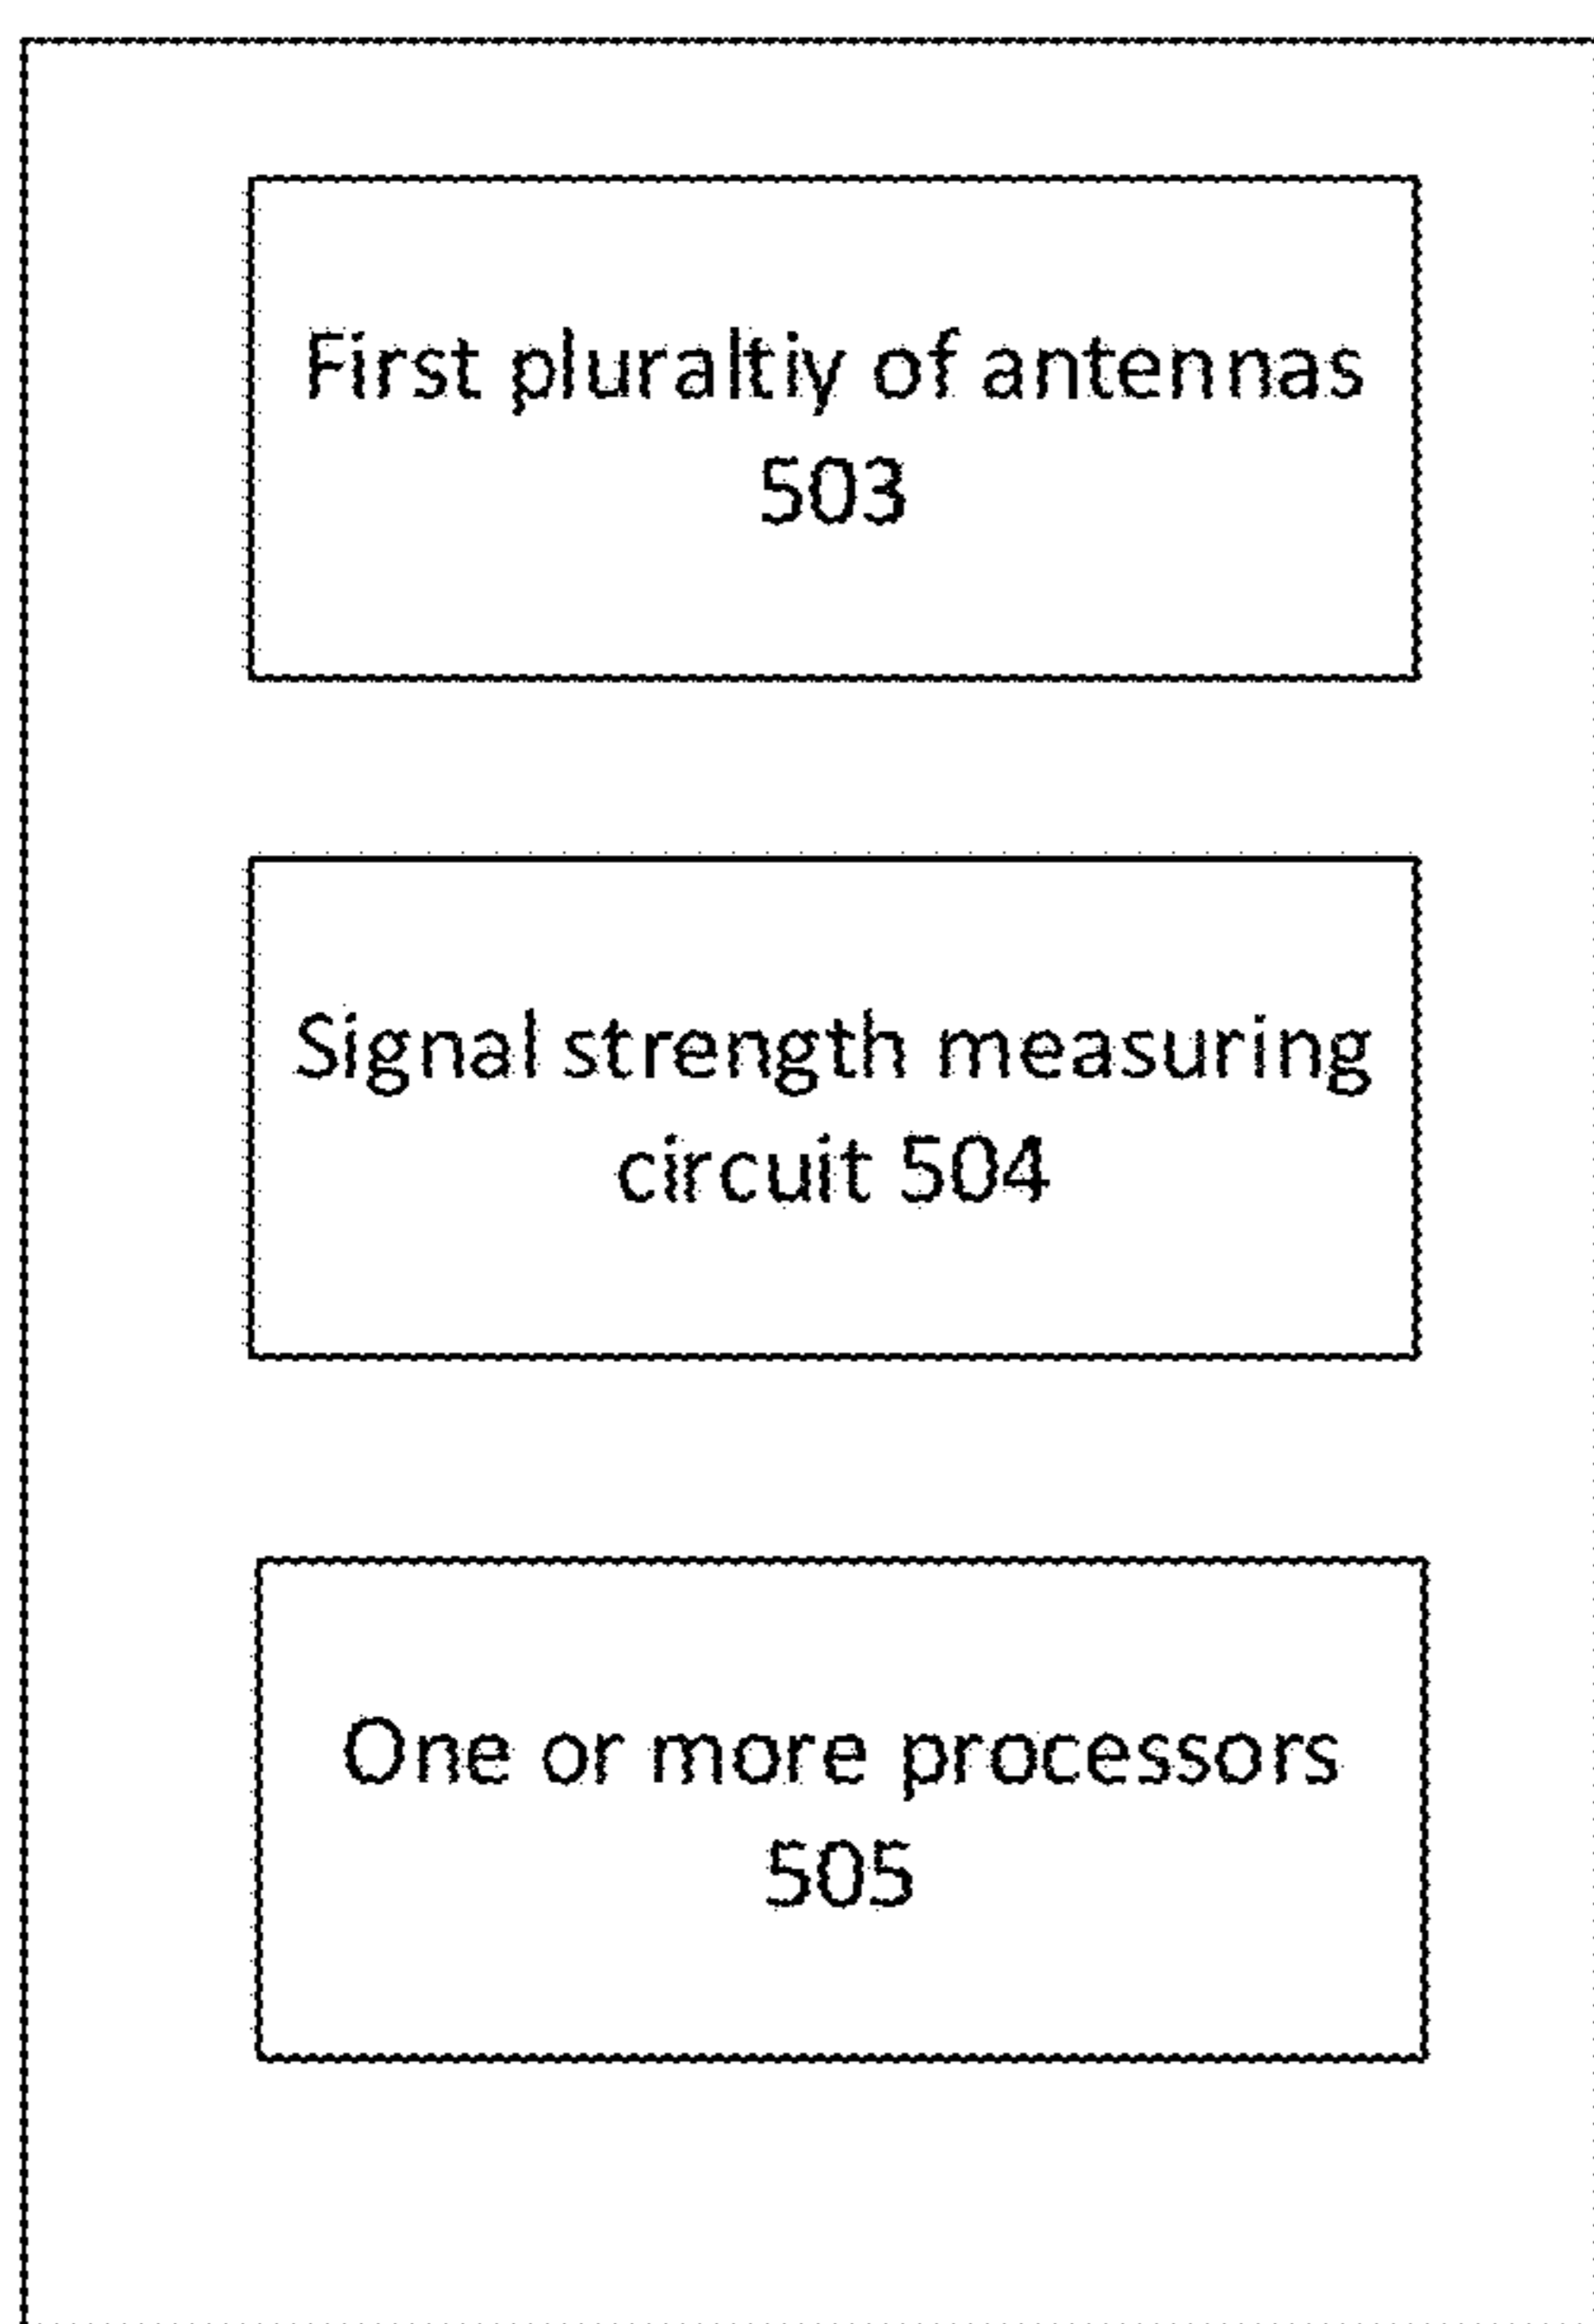 First pluraltiy of antennas
503
Signal strength measuring
circuit 504
One or more processors
505